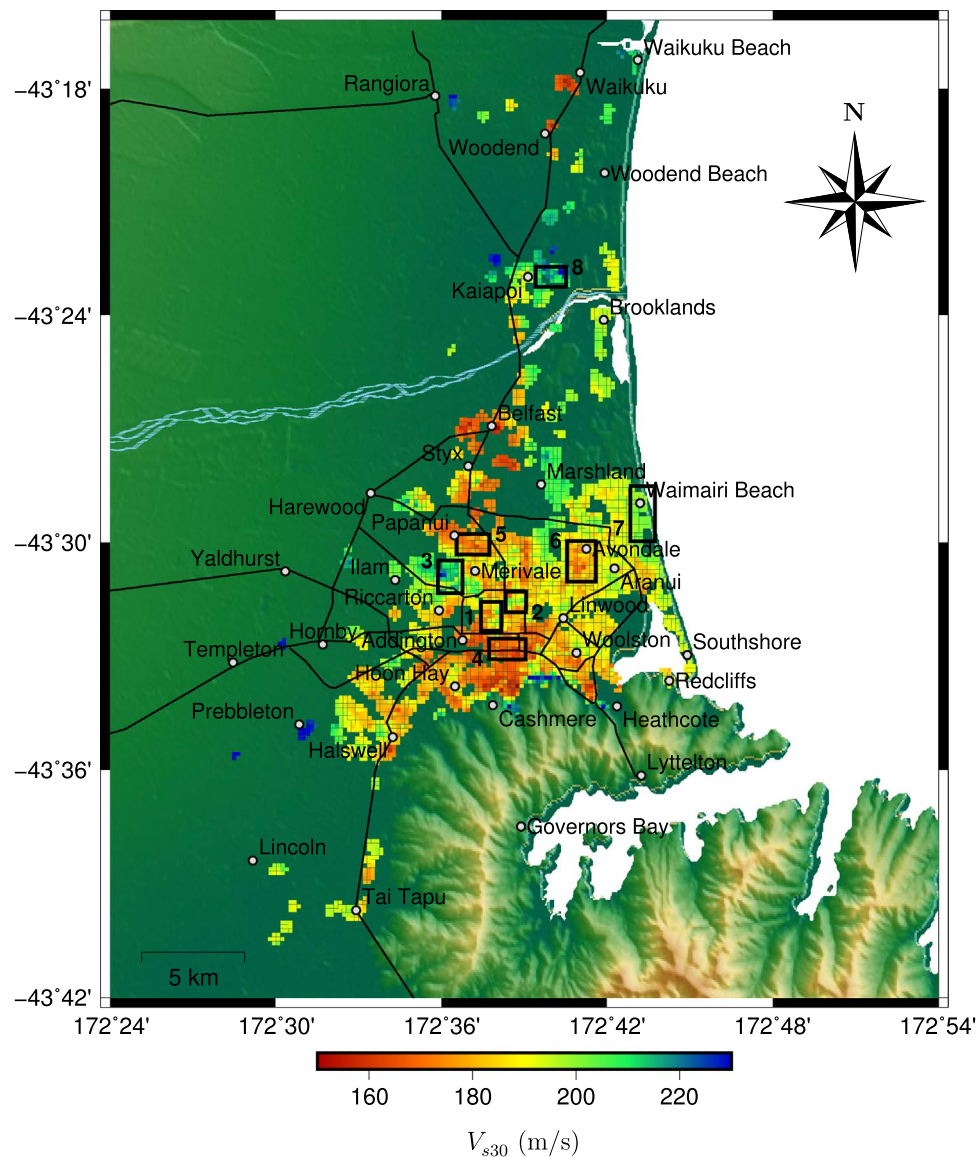 Waikuku Beach
−43°18'
Rangiora
Waikuku
N
Woodend
Woodend Beach
8
Kaiapoi
−43°24'
Brooklands
Belfast
Styx
Marshland
Harewood
Waimairi Beach
Papanui
7
−43°30'
5
6
Avondale
Yaldhurst
Ilam
3
Merivale
Aranui
Riccarton
1
2
Linwood
Hornby
Addington
Woolston
Southshore
Templeton
4
Hoon Hay
Redcliffs
Prebbleton
Cashmere
Heathcote
Halswell
−43°36'
Lyttelton
Governors Bay
Lincoln
Tai Tapu
5 km
−43°42'
172°24'
172°30'
172°36'
172°42'
172°48'
172°54'
160
180
200
220
Vs30 (m/s)